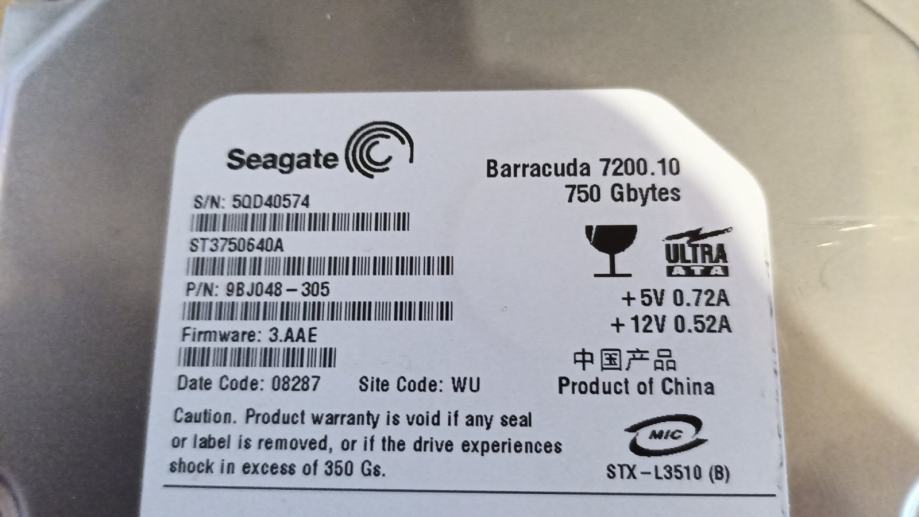 Seagate
Barracuda 7200.10
750 Gbytes
S/N: 5QD40574
ST3750640A
P/N: 9BJ048-305
Firmware: 3.AAE
Date Code: 08287 Site Code: WU
ULTRA
ATA
+5V 0.72A
+12V 0.52A
中国产品
Product of China
Caution. Product warranty is void if any seal
or label is removed, or if the drive experiences
shock in excess of 350 Gs.
MIC
STX-L3510 (B)